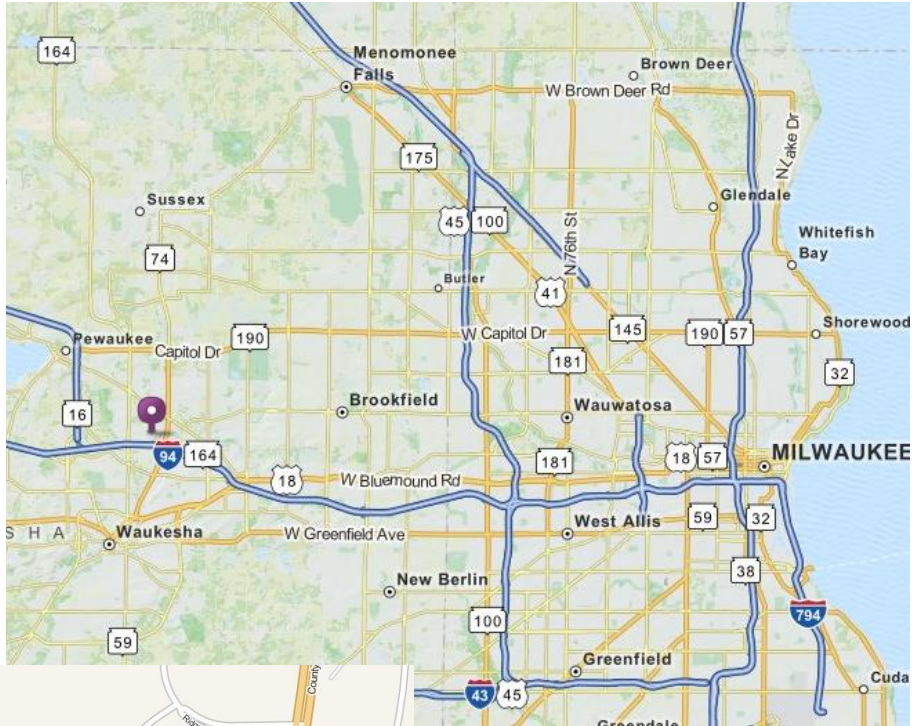 164
Menomonee
Falls
Brown Deer
W Brown Deer Rd
N Lake Dr
175
Sussex
Glendale
45
100
N 76th St
Whitefish
Bay
74
Butler
41
W Capitol Dr
145
190
57
Shorewood
Pewaukee
Capitol Dr
190
181
32
16
Brookfield
Wauwatosa
94
164
181
18
57
MILWAUKEE
18
W Bluemound Rd
S H A
Waukesha
W Greenfield Ave
West Allis
59
32
38
New Berlin
100
794
59
Greenfield
Cuda
43
45
Greendale
County